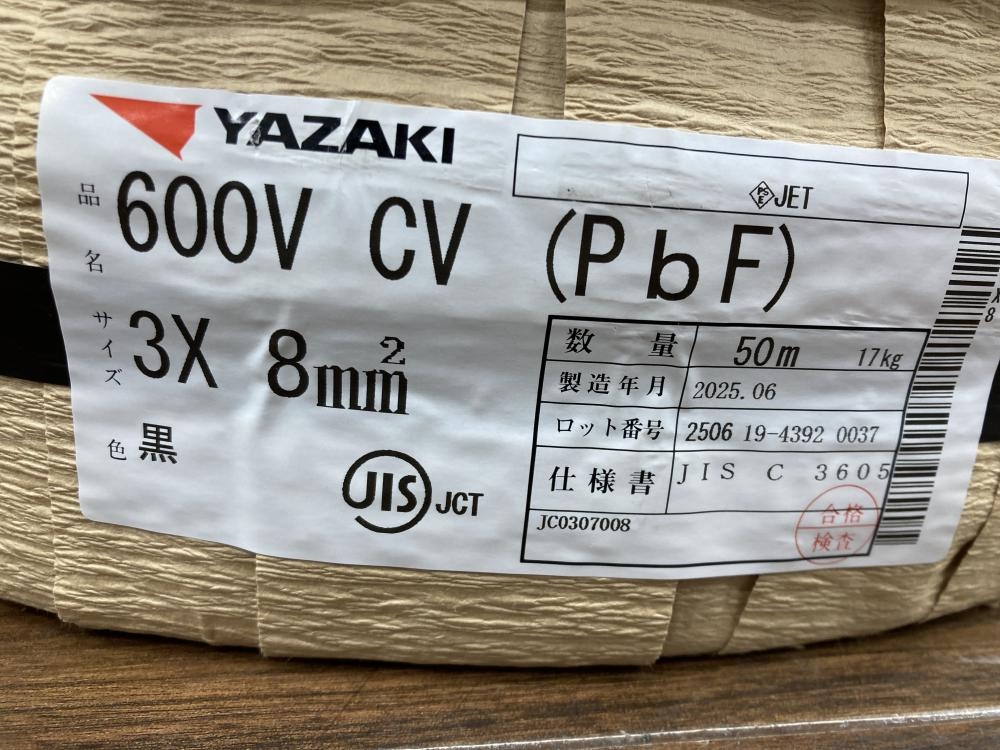 YAZAKI
PS E JET
品名 600V CV (PbF)
サイズ 3X 8mm²
色 黒
JIS JCT
数量 50m 17kg
製造年月 2025.06
ロット番号 2506 19-4392 0037
仕様書 JIS C 3605
JC0307008
合格
検査
X
8